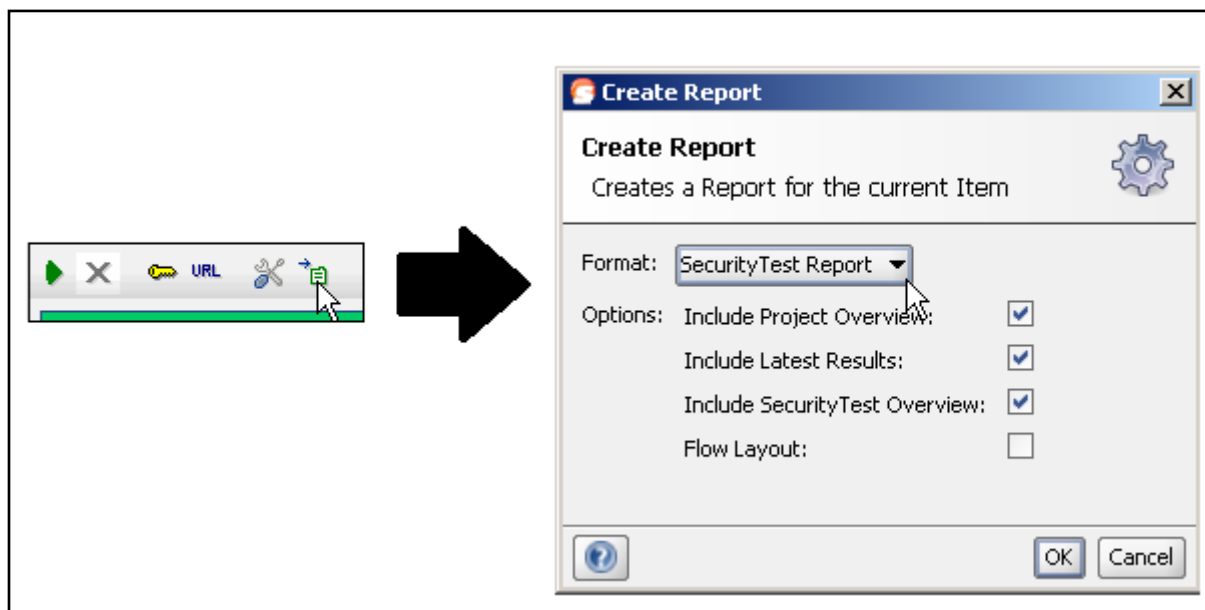 URL
Create Report
Create Report
Creates a Report for the current Item
Format: SecurityTest Report
Options: Include Project Overview:
Include Latest Results:
Include SecurityTest Overview:
Flow Layout:
OK Cancel